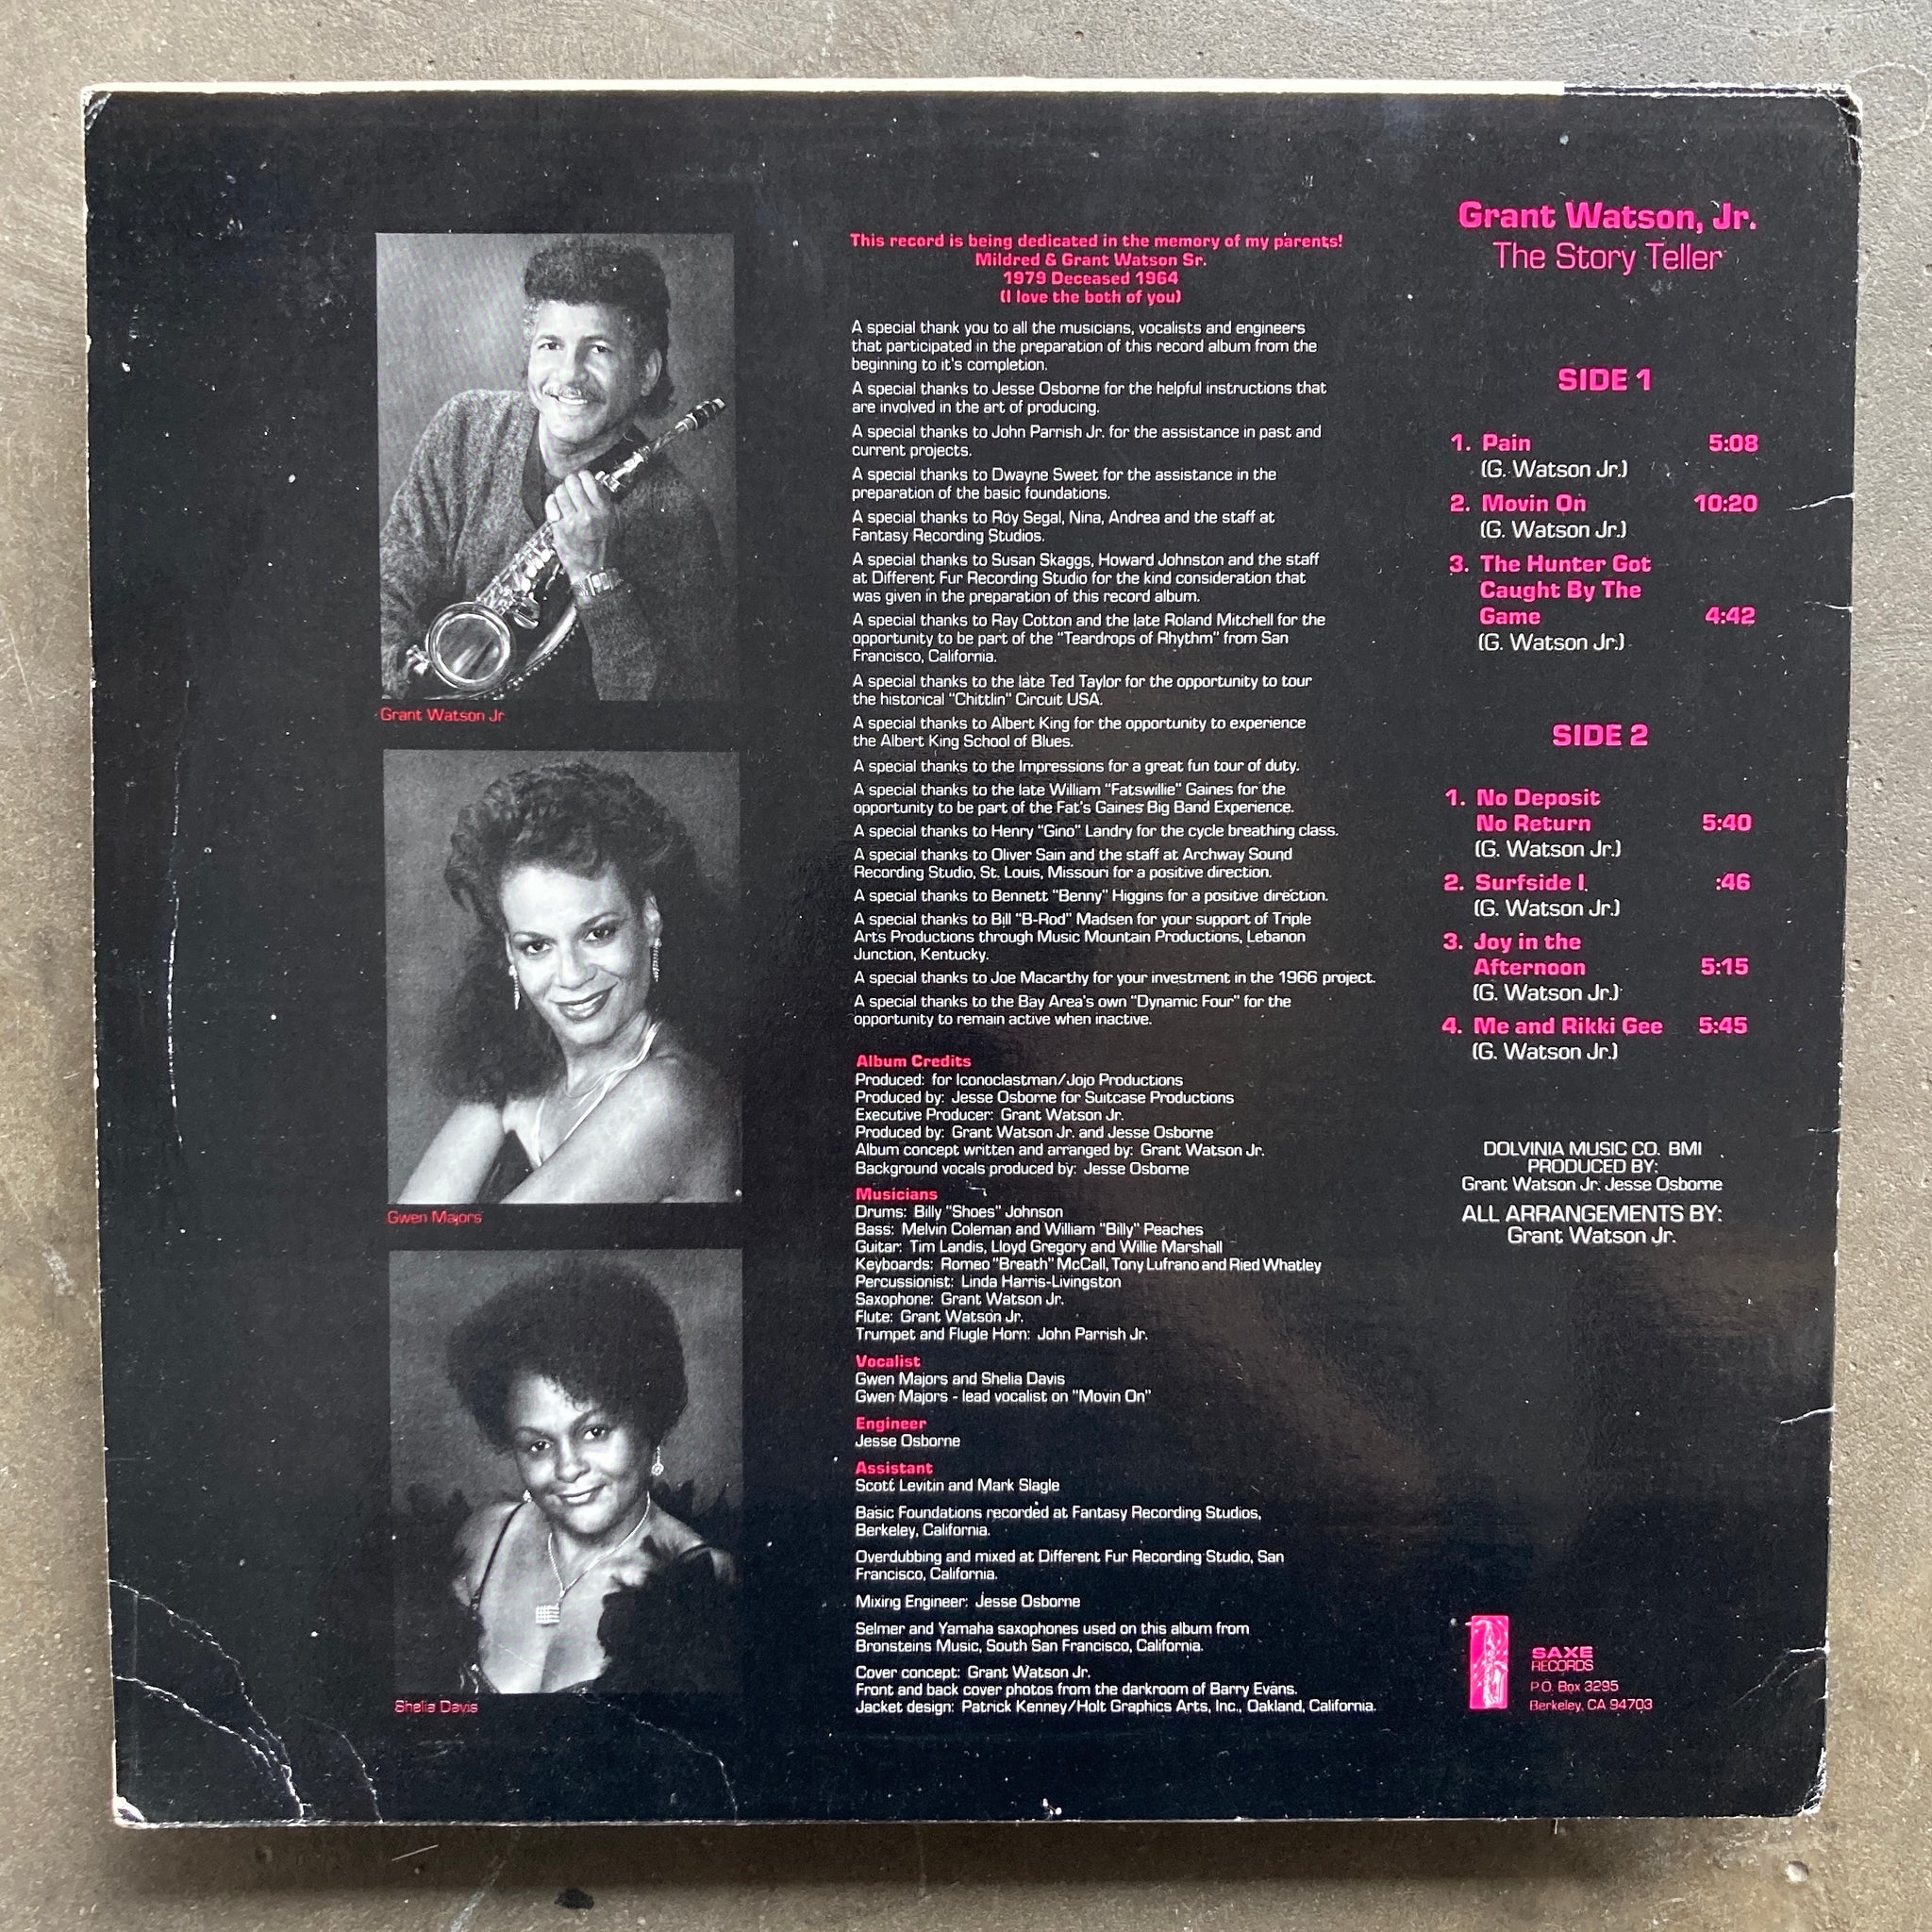 Grant Watson Jr.
Gwen Majors
Shelia Davis
This record is being dedicated in the memory of my parents!
Mildred & Grant Watson Sr.
1979 Deceased 1964
(I love the both of you)
A special thank you to all the musicians, vocalists and engineers
that participated in the preparation of this record album from the
beginning to it's completion.
A special thanks to Jesse Osborne for the helpful instructions that
are involved in the art of producing.
A special thanks to John Parrish Jr. for the assistance in past and
current projects.
A special thanks to Dwayne Sweet for the assistance in the
preparation of the basic foundations.
A special thanks to Roy Segal, Nina, Andrea and the staff at
Fantasy Recording Studios.
A special thanks to Susan Skaggs, Howard Johnston and the staff
at Different Fur Recording Studio for the kind consideration that
was given in the preparation of this record album.
A special thanks to Ray Cotton and the late Roland Mitchell for the
opportunity to be part of the "Teardrops of Rhythm" from San
Francisco, California.
A special thanks to the late Ted Taylor for the opportunity to tour
the historical "Chittlin" Circuit USA.
A special thanks to Albert King for the opportunity to experience
the Albert King School of Blues.
A special thanks to the Impressions for a great fun tour of duty.
A special thanks to the late William "Fatswillie" Gaines for the
opportunity to be part of the Fat's Gaines Big Band Experience.
A special thanks to Henry "Gino" Landry for the cycle breathing class.
A special thanks to Oliver Sain and the staff at Archway Sound
Recording Studio, St. Louis, Missouri for a positive direction.
A special thanks to Bennett "Benny" Higgins for a positive direction.
A special thanks to Bill "B-Rod" Madsen for your support of Triple
Arts Productions through Music Mountain Productions, Lebanon
Junction, Kentucky.
A special thanks to Joe Macarthy for your investment in the 1966 project.
A special thanks to the Bay Area's own "Dynamic Four" for the
opportunity to remain active when inactive.
Album Credits
Produced: for Iconoclastman/Jojo Productions
Produced by: Jesse Osborne for Suitcase Productions
Executive Producer: Grant Watson Jr.
Produced by: Grant Watson Jr. and Jesse Osborne
Album concept written and arranged by: Grant Watson Jr.
Background vocals produced by: Jesse Osborne
Musicians
Drums: Billy "Shoes" Johnson
Bass: Melvin Coleman and William "Billy" Peaches
Guitar: Tim Landis, Lloyd Gregory and Willie Marshall
Keyboards: Romeo "Breath" McCall, Tony Lufrano and Ried Whatley
Percussionist: Linda Harris-Livingston
Saxophone: Grant Watson Jr.
Flute: Grant Watson Jr.
Trumpet and Flugle Horn: John Parrish Jr.
Vocalist
Gwen Majors and Shelia Davis
Gwen Majors - lead vocalist on "Movin On"
Engineer
Jesse Osborne
Assistant
Scott Levitin and Mark Slagle
Basic Foundations recorded at Fantasy Recording Studios,
Berkeley, California.
Overdubbing and mixed at Different Fur Recording Studio, San
Francisco, California.
Mixing Engineer: Jesse Osborne
Selmer and Yamaha saxophones used on this album from
Bronsteins Music, South San Francisco, California.
Cover concept: Grant Watson Jr.
Front and back cover photos from the darkroom of Barry Evans.
Jacket design: Patrick Kenney/Holt Graphics Arts, Inc., Oakland, California.
Grant Watson, Jr.
The Story Teller
SIDE 1
1. Pain 5:08
(G. Watson Jr.)
2. Movin On 10:20
(G. Watson Jr.)
3. The Hunter Got
Caught By The
Game 4:42
(G. Watson Jr.)
SIDE 2
1. No Deposit
No Return 5:40
(G. Watson Jr.)
2. Surfside I :46
(G. Watson Jr.)
3. Joy in the
Afternoon 5:15
(G. Watson Jr.)
4. Me and Rikki Gee 5:45
(G. Watson Jr.)
DOLVINIA MUSIC CO. BMI
PRODUCED BY:
Grant Watson Jr. Jesse Osborne
ALL ARRANGEMENTS BY:
Grant Watson Jr.
SAXE
RECORDS
P.O. Box 3295
Berkeley, CA 94703